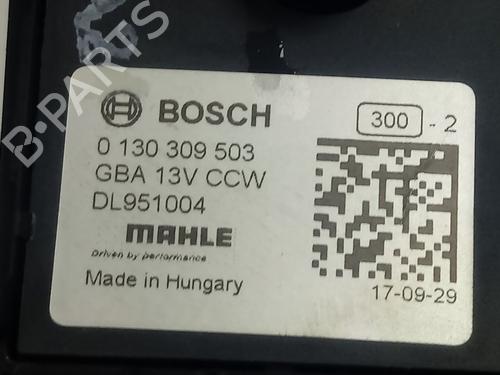 BOSCH
300 - 2
0 130 309 503
GBA 13V CCW
DL951004
MAHLE
Driven by performance
Made in Hungary
17-09-29
B-PARTS